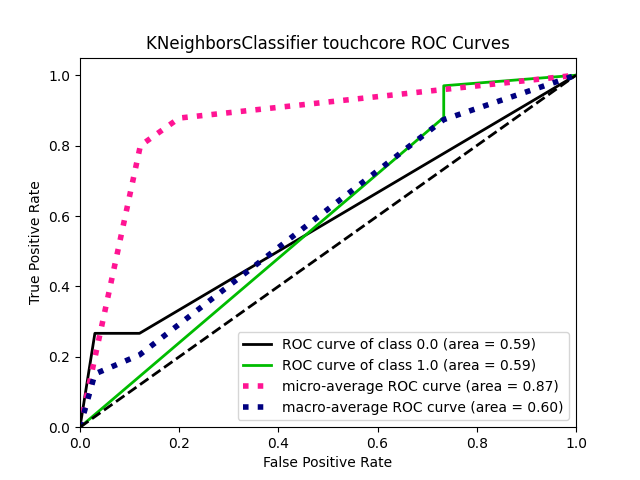 KNeighborsClassifier touchcore ROC Curves
True Positive Rate
1.0
0.8
0.6
0.4
0.2
0.0
ROC curve of class 0.0 (area = 0.59)
ROC curve of class 1.0 (area = 0.59)
micro-average ROC curve (area = 0.87)
macro-average ROC curve (area = 0.60)
0.0 0.2 0.4 0.6 0.8 1.0
False Positive Rate